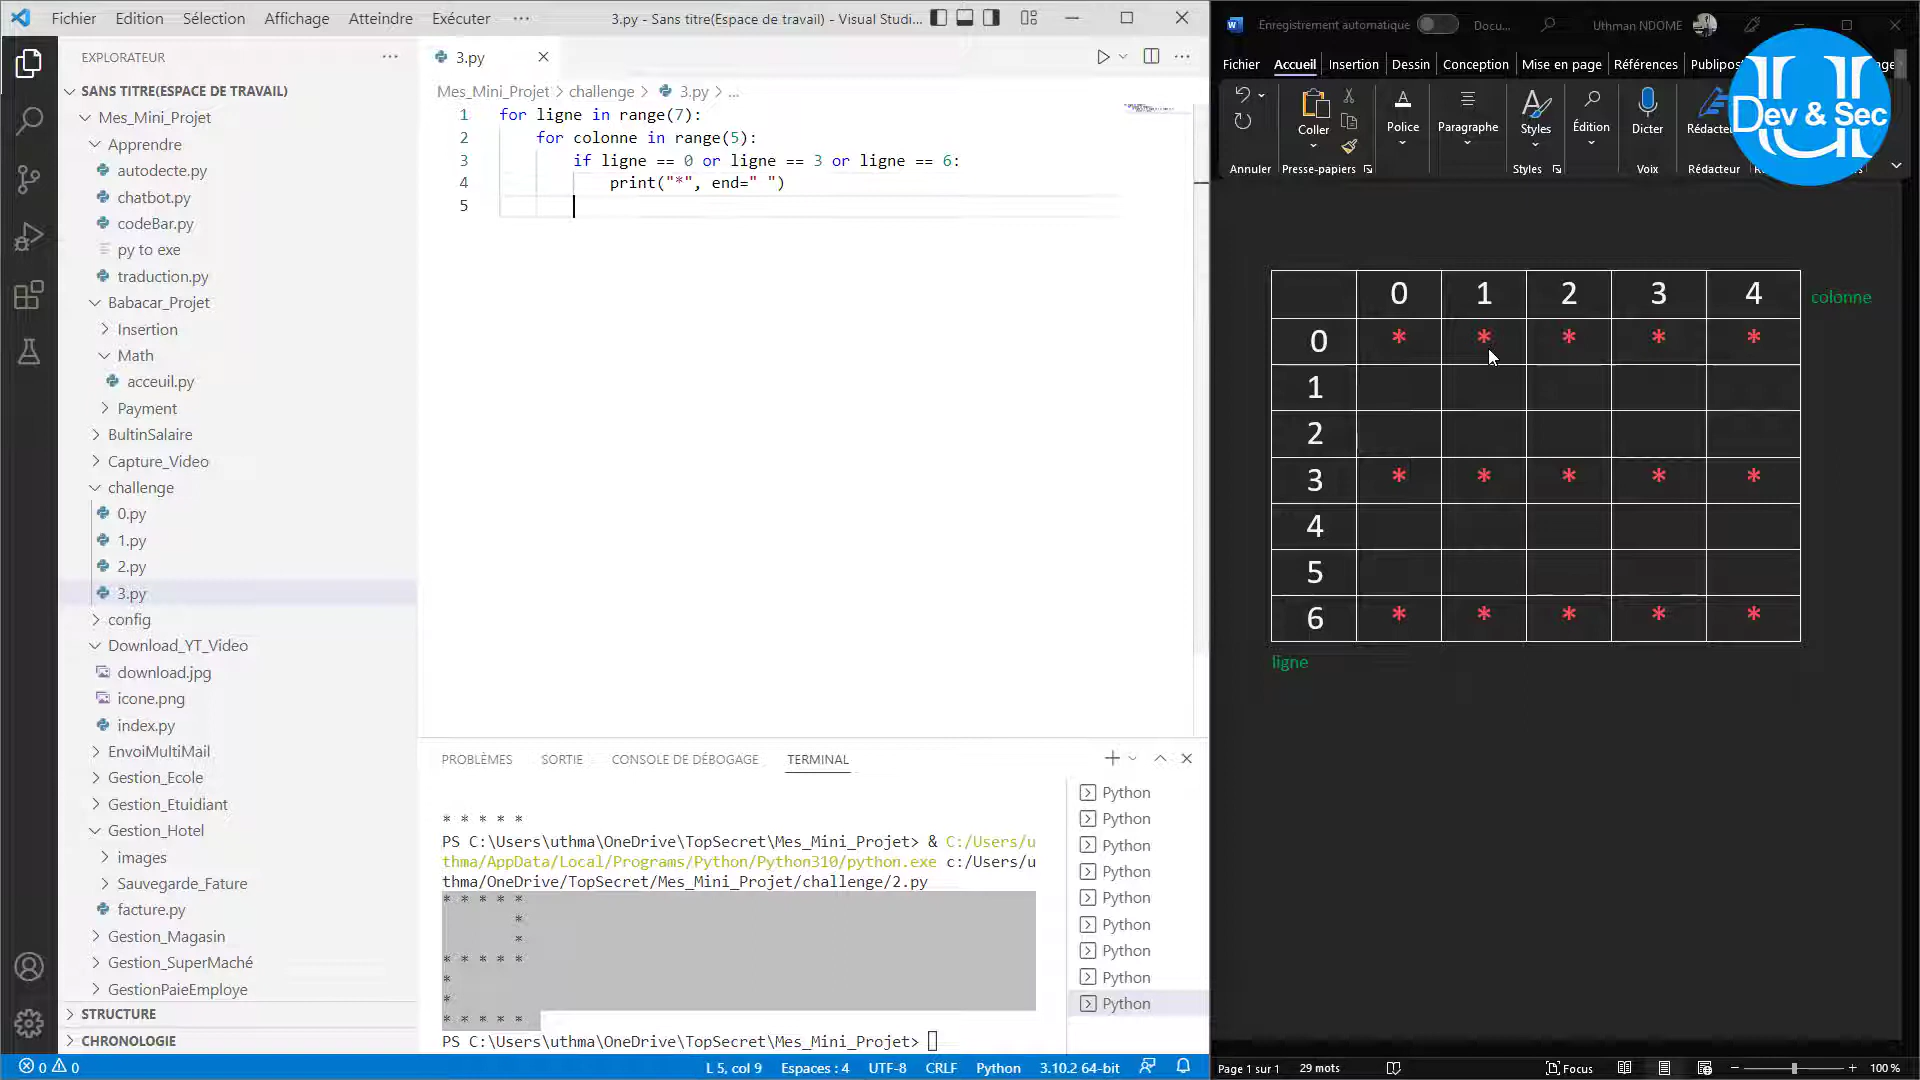 Fichier Edition Sélection Affichage Atteindre Exécuter ··· 3.py - Sans titre(Espace de travail) - Visual Studi...
EXPLORATEUR
SANS TITRE(ESPACE DE TRAVAIL)
Mes_Mini_Projet
Apprendre
autodecte.py
chatbot.py
codeBar.py
py to exe
traduction.py
Babacar_Projet
Insertion
Math
acceuil.py
Payment
BultinSalaire
Capture_Video
challenge
0.py
1.py
2.py
3.py
config
Download_YT_Video
download.jpg
icone.png
index.py
EnvoiMultiMail
Gestion_Ecole
Gestion_Etuidiant
Gestion_Hotel
images
Sauvegarde_Fature
facture.py
Gestion_Magasin
Gestion_SuperMaché
GestionPaieEmploye
STRUCTURE
CHRONOLOGIE
3.py
Mes_Mini_Projet > challenge > 3.py > ...
1 for ligne in range(7):
2 for colonne in range(5):
3 if ligne == 0 or ligne == 3 or ligne == 6:
4 print("*", end=" ")
5
PROBLÈMES SORTIE CONSOLE DE DÉBOGAGE TERMINAL
* * * * *
PS C:\Users\uthma\OneDrive\TopSecret\Mes_Mini_Projet> & C:/Users/u
thma/AppData/Local/Programs/Python/Python310/python.exe c:/Users/u
thma/OneDrive/TopSecret/Mes_Mini_Projet/challenge/2.py
* * * * *
*
*
* * * * *
*
*
* * * * *
PS C:\Users\uthma\OneDrive\TopSecret\Mes_Mini_Projet>
Python
Python
Python
Python
Python
Python
Python
Python
Python
0 0 L 5, col 9 Espaces : 4 UTF-8 CRLF Python 3.10.2 64-bit
Enregistrement automatique Docu... Uthman NDOME
Fichier Accueil Insertion Dessin Conception Mise en page Références
Coller Police Paragraphe Styles Édition Dicter
Annuler Presse-papiers Styles Voix Rédacteur
U
Dev & Sec
0 1 2 3 4 colonne
0 * * * * *
1
2
3 * * * * *
4
5
6 * * * * *
ligne
Page 1 sur 1 29 mots Focus 100 %